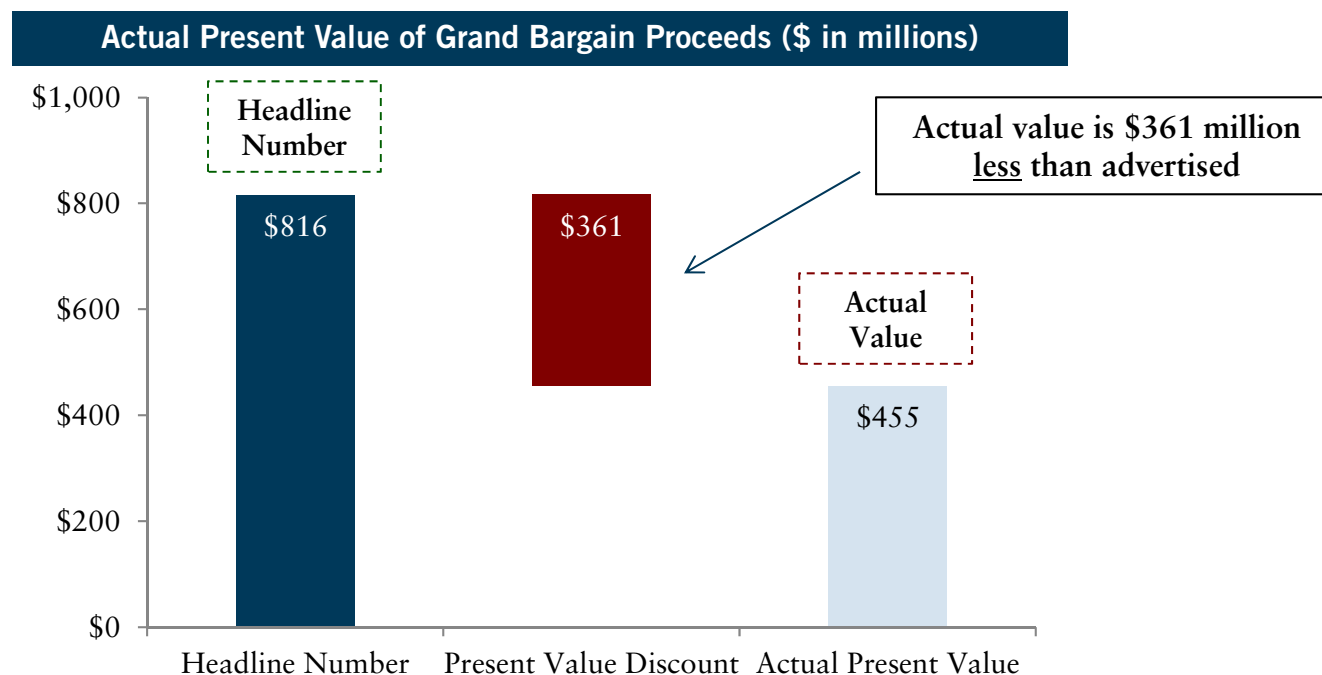 Actual Present Value of Grand Bargain Proceeds ($ in millions)
$1,000
$800
$600
$400
$200
$0
Headline
Number
$816
$361
Actual value is $361 million
less than advertised
Actual
Value
$455
Headline Number
Present Value Discount
Actual Present Value